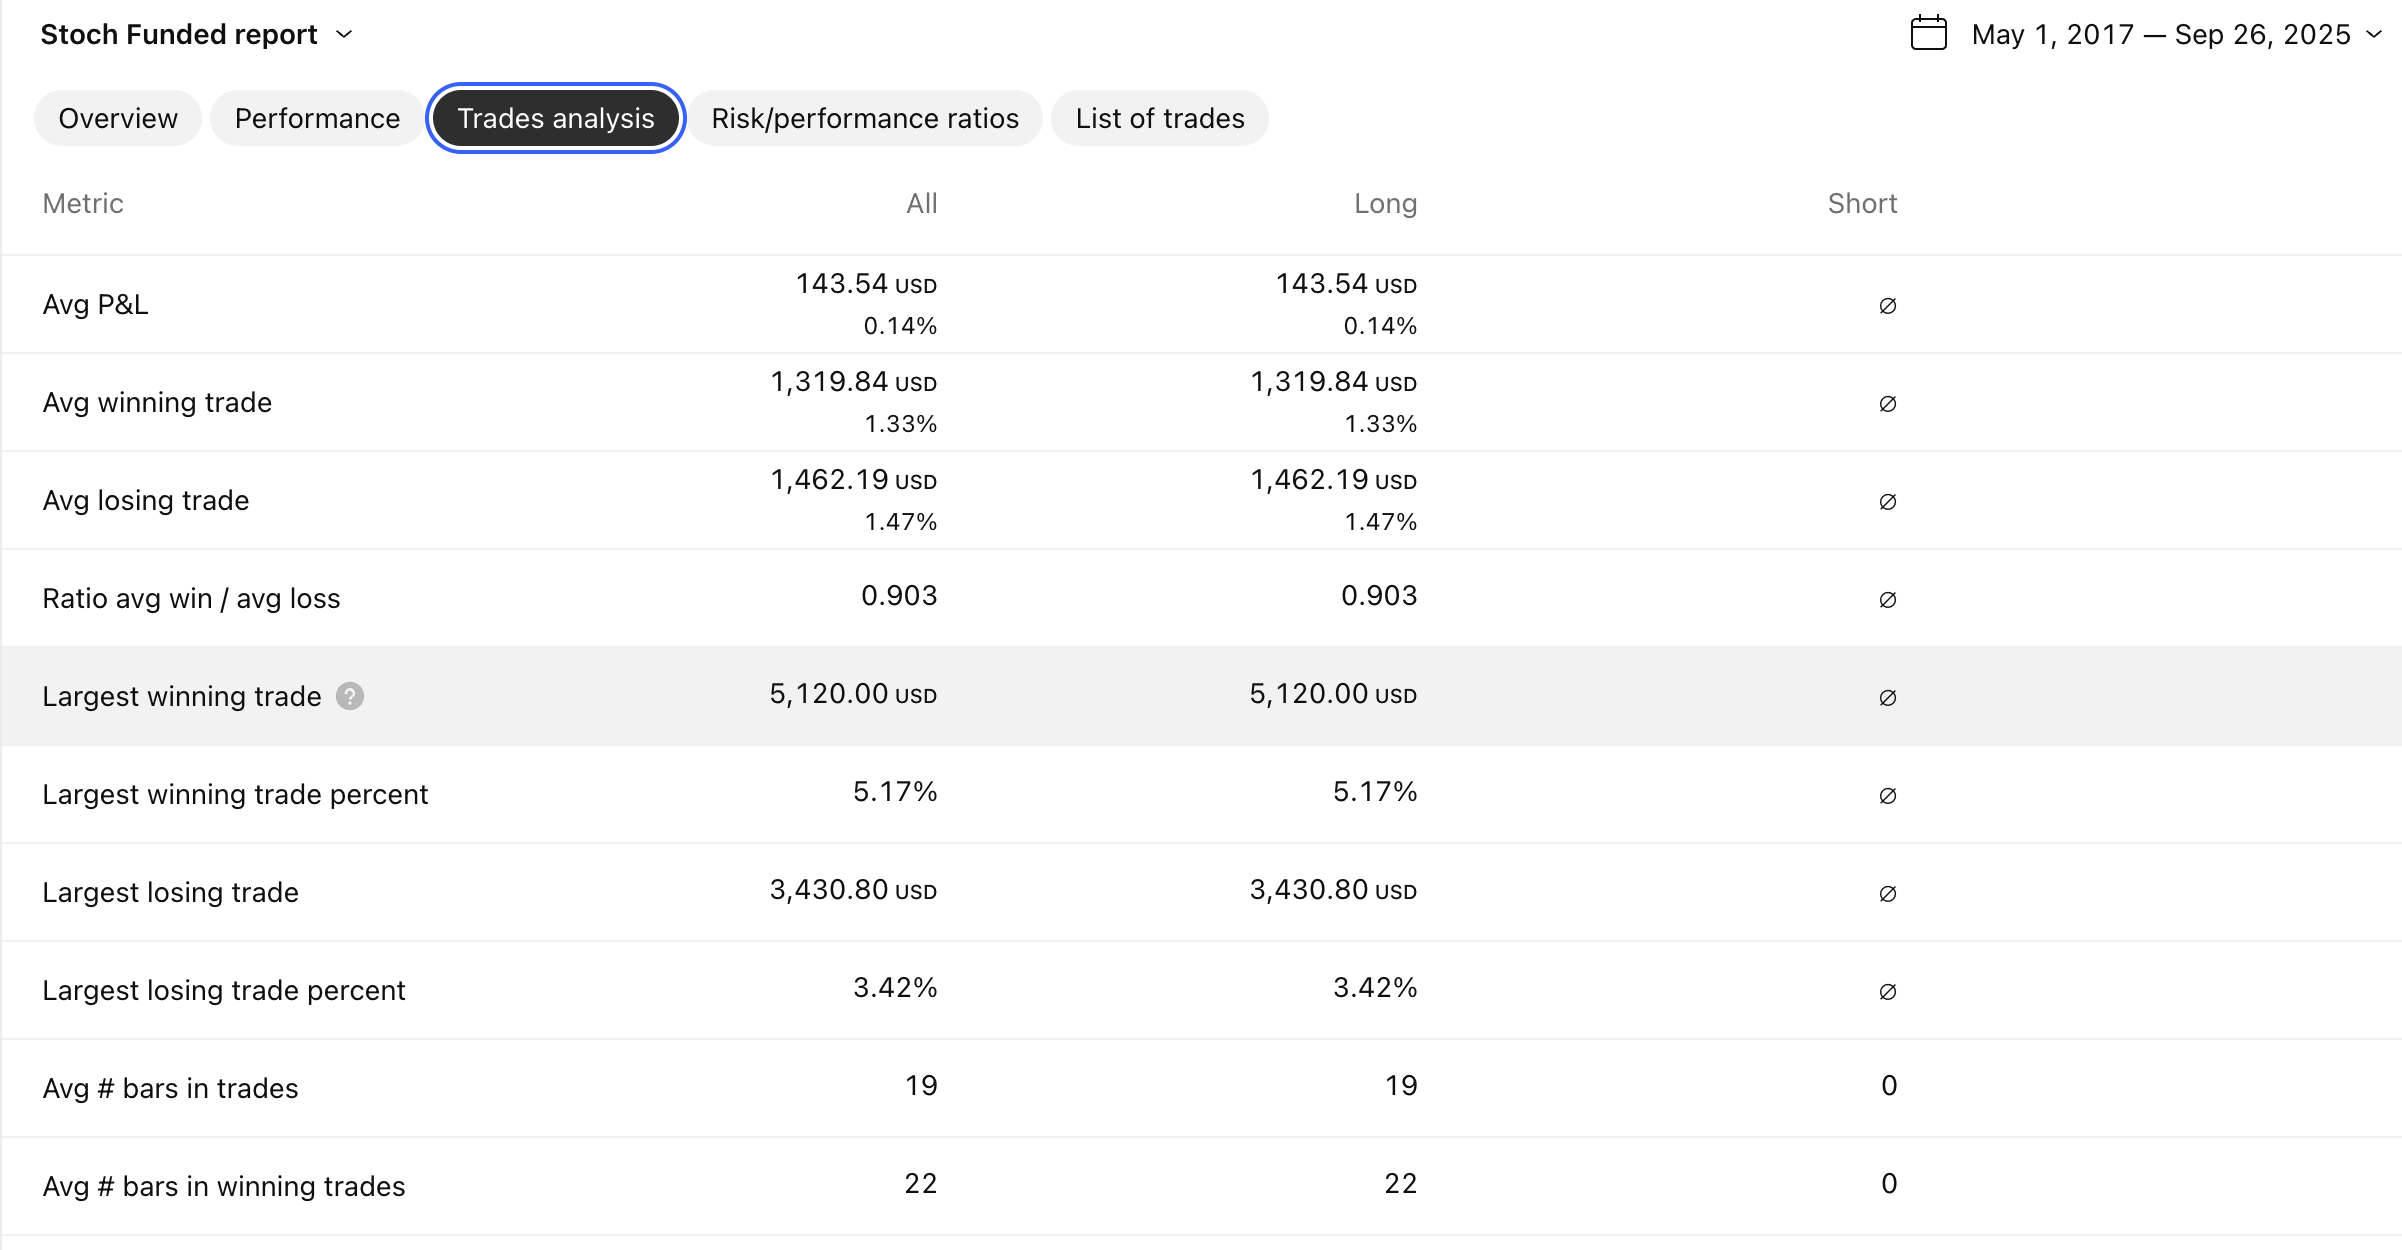 Stoch Funded report
May 1, 2017 — Sep 26, 2025
Overview Performance Trades analysis Risk/performance ratios List of trades
Metric All Long Short
Avg P&L 143.54 USD 143.54 USD ∅
0.14% 0.14%
Avg winning trade 1,319.84 USD 1,319.84 USD ∅
1.33% 1.33%
Avg losing trade 1,462.19 USD 1,462.19 USD ∅
1.47% 1.47%
Ratio avg win / avg loss 0.903 0.903 ∅
Largest winning trade ? 5,120.00 USD 5,120.00 USD ∅
Largest winning trade percent 5.17% 5.17% ∅
Largest losing trade 3,430.80 USD 3,430.80 USD ∅
Largest losing trade percent 3.42% 3.42% ∅
Avg # bars in trades 19 19 0
Avg # bars in winning trades 22 22 0